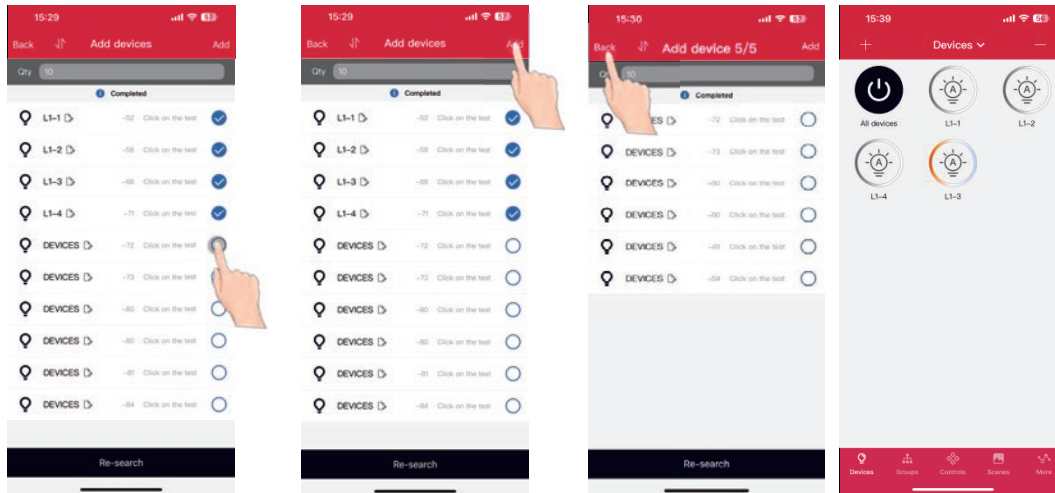 15:29
Back Add devices Add
Qty 10
Completed
L1-1 -52 Click on the test
L1-2 -58 Click on the test
L1-3 -68 Click on the test
L1-4 -71 Click on the test
DEVICES -72 Click on the test
DEVICES -73 Click on the test
DEVICES -80 Click on the test
DEVICES -80 Click on the test
DEVICES -81 Click on the test
DEVICES -84 Click on the test
Re-search
15:29
Back Add devices Add
Qty 10
Completed
L1-1 -52 Click on the test
L1-2 -58 Click on the test
L1-3 -68 Click on the test
L1-4 -71 Click on the test
DEVICES -72 Click on the test
DEVICES -73 Click on the test
DEVICES -80 Click on the test
DEVICES -80 Click on the test
DEVICES -81 Click on the test
DEVICES -84 Click on the test
Re-search
15:30
Back Add device 5/5 Add
10
Completed
ES -72 Click on the test
DEVICES -73 Click on the test
DEVICES -80 Click on the test
DEVICES -80 Click on the test
DEVICES -81 Click on the test
DEVICES -84 Click on the test
Re-search
15:39
Devices
All devices L1-1 L1-2
L1-4 L1-3
Devices Groups Controls Scenes More